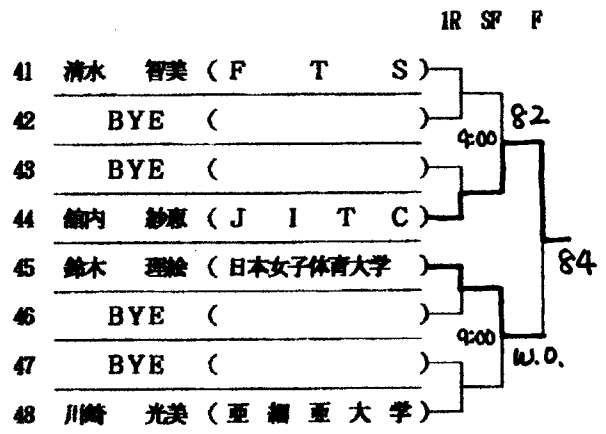 1R SF F
41 清水 智美 (F T S)
42 BYE ( )
82
9:00
43 BYE ( )
44 舘内 紗恵 (J I T C)
45 鈴木 理絵 (日本女子体育大学)
84
46 BYE ( )
9:00
W.O.
47 BYE ( )
48 川崎 光美 (亜細亜大学)